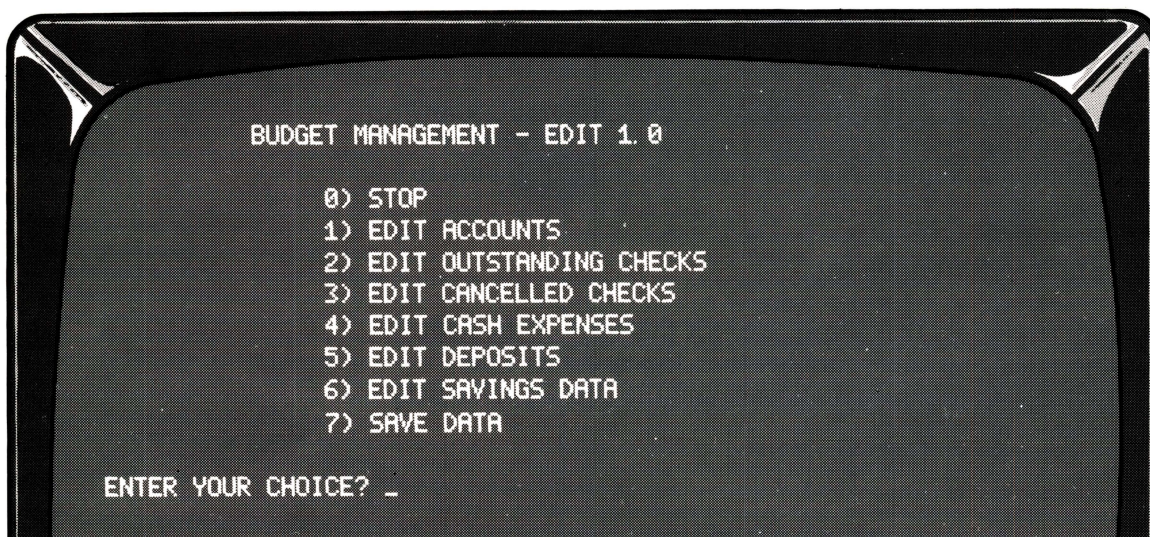 BUDGET MANAGEMENT - EDIT 1.0
0) STOP
1) EDIT ACCOUNTS
2) EDIT OUTSTANDING CHECKS
3) EDIT CANCELLED CHECKS
4) EDIT CASH EXPENSES
5) EDIT DEPOSITS
6) EDIT SAVINGS DATA
7) SAVE DATA
ENTER YOUR CHOICE? _